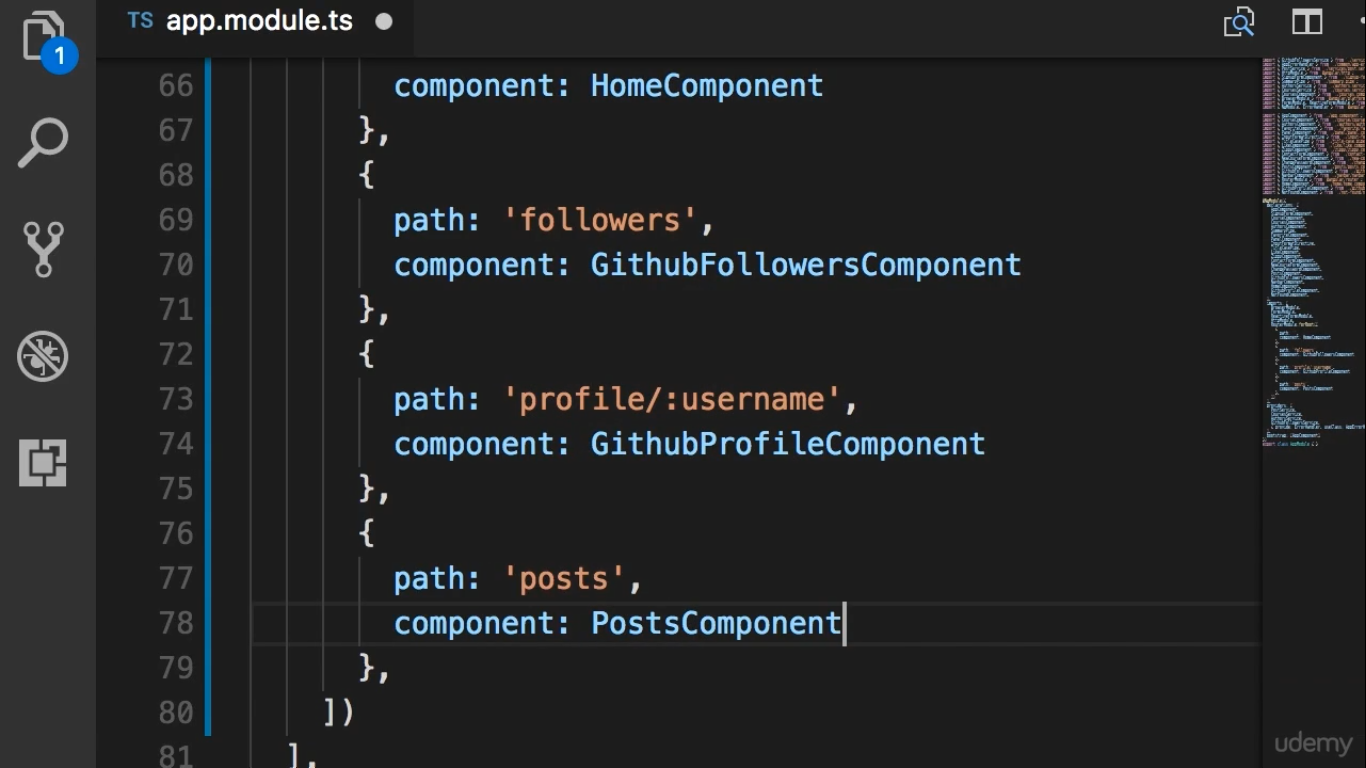 TS app.module.ts
1
66 component: HomeComponent
67 },
68 {
69 path: 'followers',
70 component: GithubFollowersComponent
71 },
72 {
73 path: 'profile/:username',
74 component: GithubProfileComponent
75 },
76 {
77 path: 'posts',
78 component: PostsComponent
79 },
80 ])
81 ],
udemy